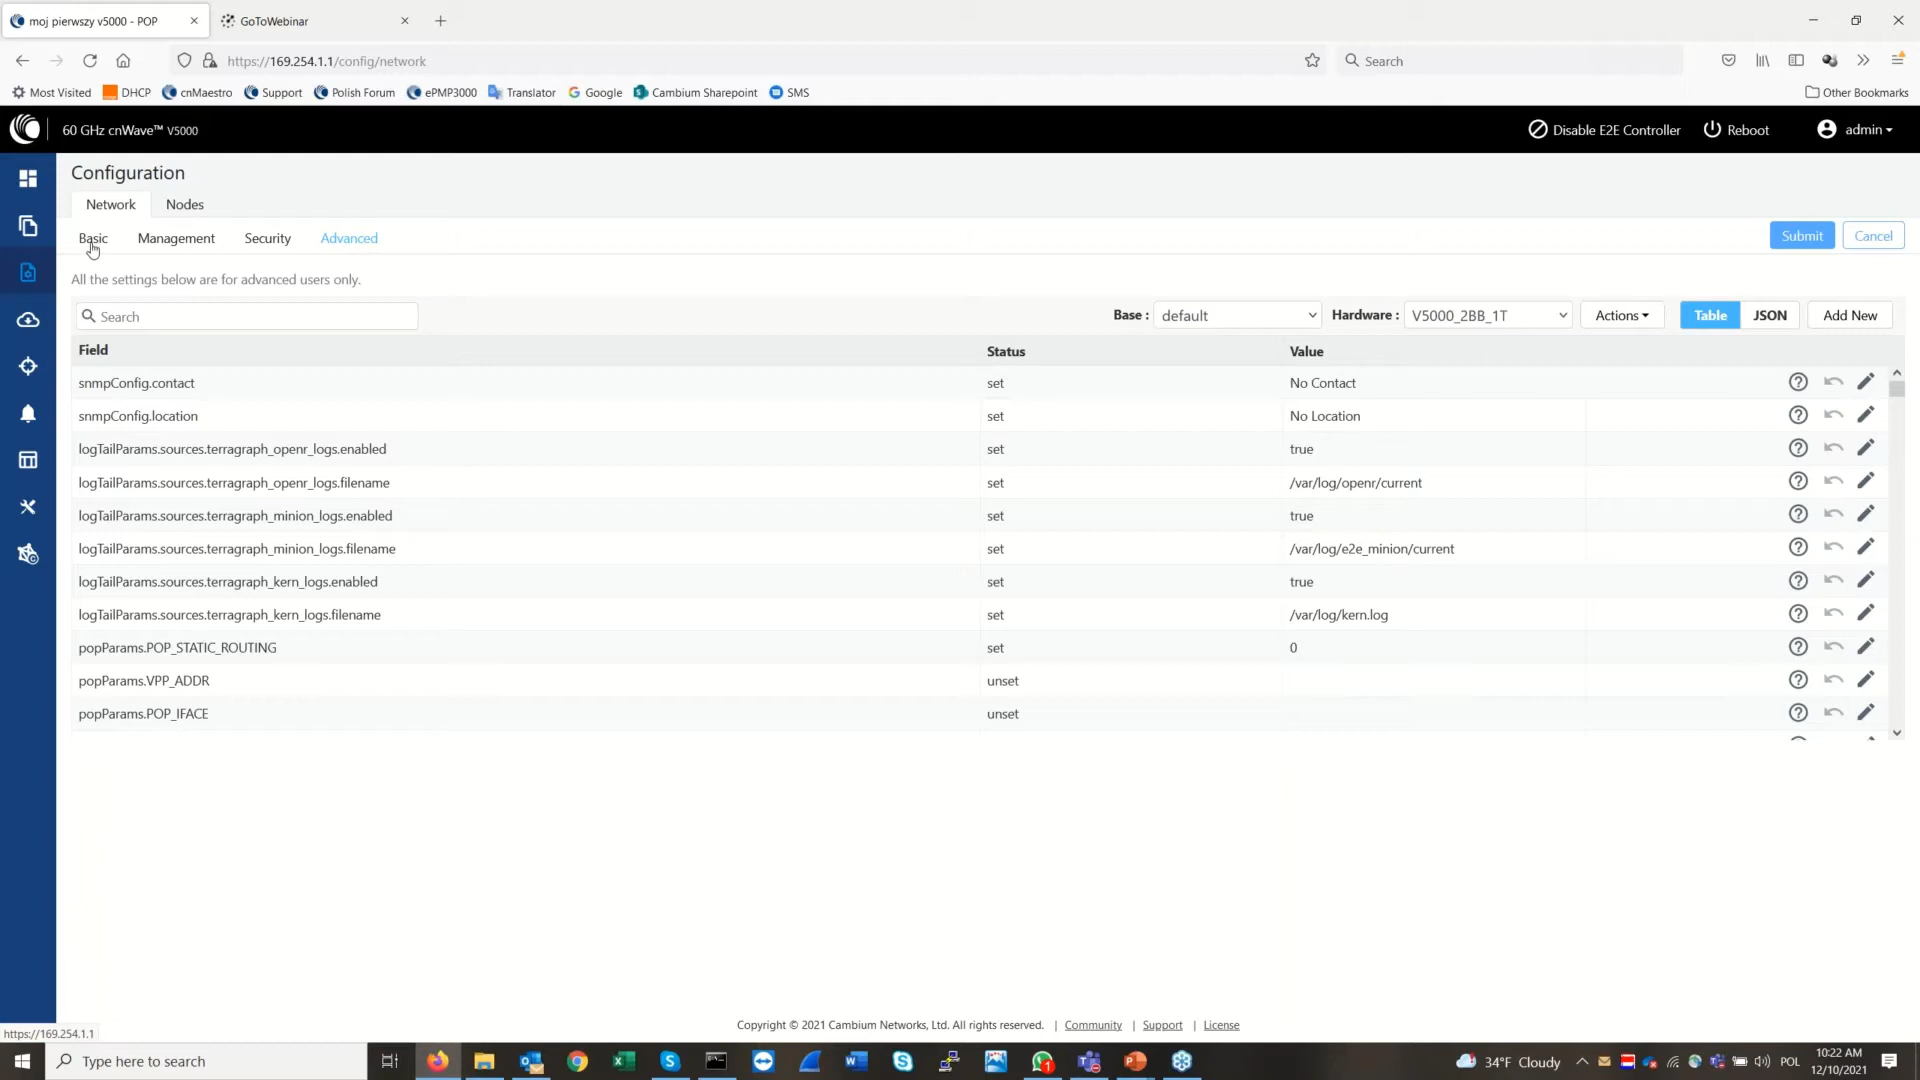 moj pierwszy v5000 - POP
GoToWebinar
https://169.254.1.1/config/network
Search
Most Visited DHCP cnMaestro Support Polish Forum ePMP3000 Translator Google Cambium Sharepoint SMS Other Bookmarks
60 GHz cnWave™ V5000 Disable E2E Controller Reboot admin
Configuration
Network Nodes
Basic Management Security Advanced Submit Cancel
All the settings below are for advanced users only.
Search Base : default Hardware : V5000_2BB_1T Actions Table JSON Add New
Field Status Value
snmpConfig.contact set No Contact
snmpConfig.location set No Location
logTailParams.sources.terragraph_openr_logs.enabled set true
logTailParams.sources.terragraph_openr_logs.filename set /var/log/openr/current
logTailParams.sources.terragraph_minion_logs.enabled set true
logTailParams.sources.terragraph_minion_logs.filename set /var/log/e2e_minion/current
logTailParams.sources.terragraph_kern_logs.enabled set true
logTailParams.sources.terragraph_kern_logs.filename set /var/log/kern.log
popParams.POP_STATIC_ROUTING set 0
popParams.VPP_ADDR unset
popParams.POP_IFACE unset
Copyright © 2021 Cambium Networks, Ltd. All rights reserved. | Community | Support | License
https://169.254.1.1
Type here to search
34°F Cloudy
POL
10:22 AM
12/10/2021